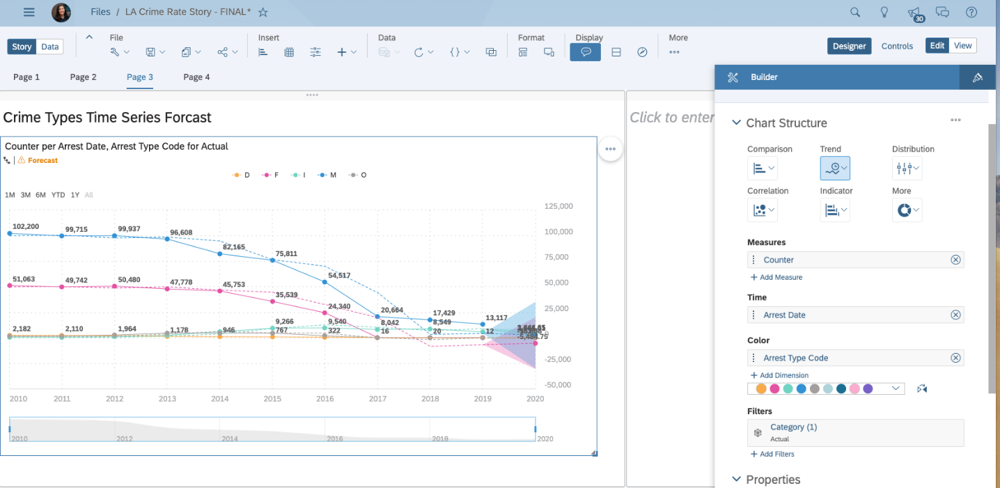 Files / LA Crime Rate Story - FINAL*
30
Story Data
File
Insert
Data
Format
Display
More
Designer Controls Edit View
Page 1 Page 2 Page 3 Page 4
Builder
Crime Types Time Series Forcast
Click to enter
Counter per Arrest Date, Arrest Type Code for Actual
Forecast
D F I M O
1M 3M 6M YTD 1Y All
125,000
100,000
75,000
50,000
25,000
0
-25,000
-50,000
102,200 99,715 99,937 96,608 82,165 75,811 54,517 20,664 17,429 13,117
51,063 49,742 50,480 47,778 45,753 35,539 24,340
9,266 9,540 8,042 8,549
2,182 2,110 1,964 1,178 946 767 322 16 20 12
-5,484.75
2010 2011 2012 2013 2014 2015 2016 2017 2018 2019 2020
2010 2012 2014 2016 2018 2020
Chart Structure
Comparison Trend Distribution
Correlation Indicator More
Measures
Counter
+ Add Measure
Time
Arrest Date
Color
Arrest Type Code
+ Add Dimension
Filters
Category (1)
Actual
+ Add Filters
Properties